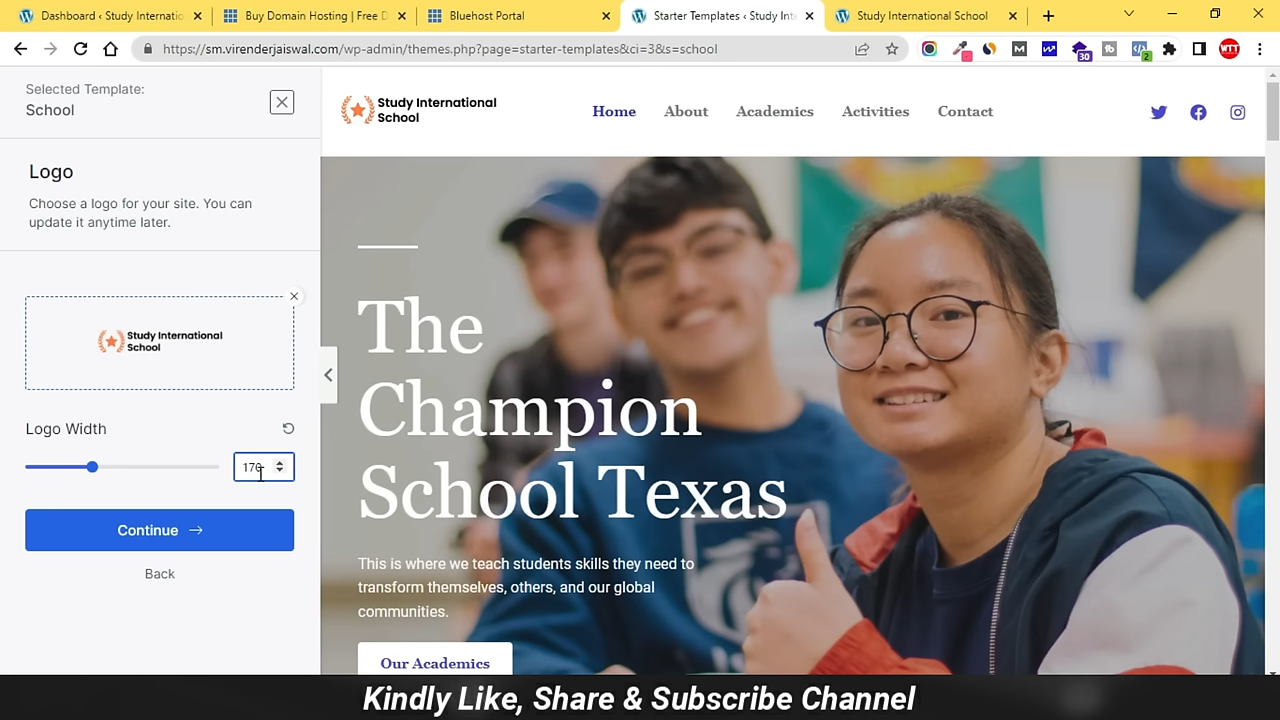 Dashboard ‹ Study Internatio
Buy Domain Hosting | Free D
Bluehost Portal
Starter Templates ‹ Study Int
Study International School
https://sm.virenderjaiswal.com/wp-admin/themes.php?page=starter-templates&ci=3&s=school
30
2
WTT
Selected Template:
School
Logo
Choose a logo for your site. You can
update it anytime later.
Study International
School
Logo Width
170
Continue →
Back
Study International
School
Home
About
Academics
Activities
Contact
The
Champion
School Texas
This is where we teach students skills they need to
transform themselves, others, and our global
communities.
Our Academics
Kindly Like, Share & Subscribe Channel